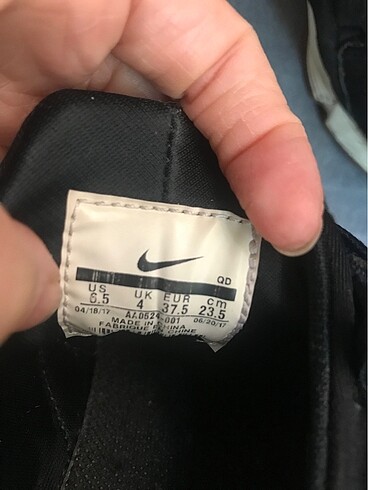 QD
US UK EUR cm
6.5 4 37.5 23.5
04/18/17 06/20/17
MADE IN
FABRIQUE